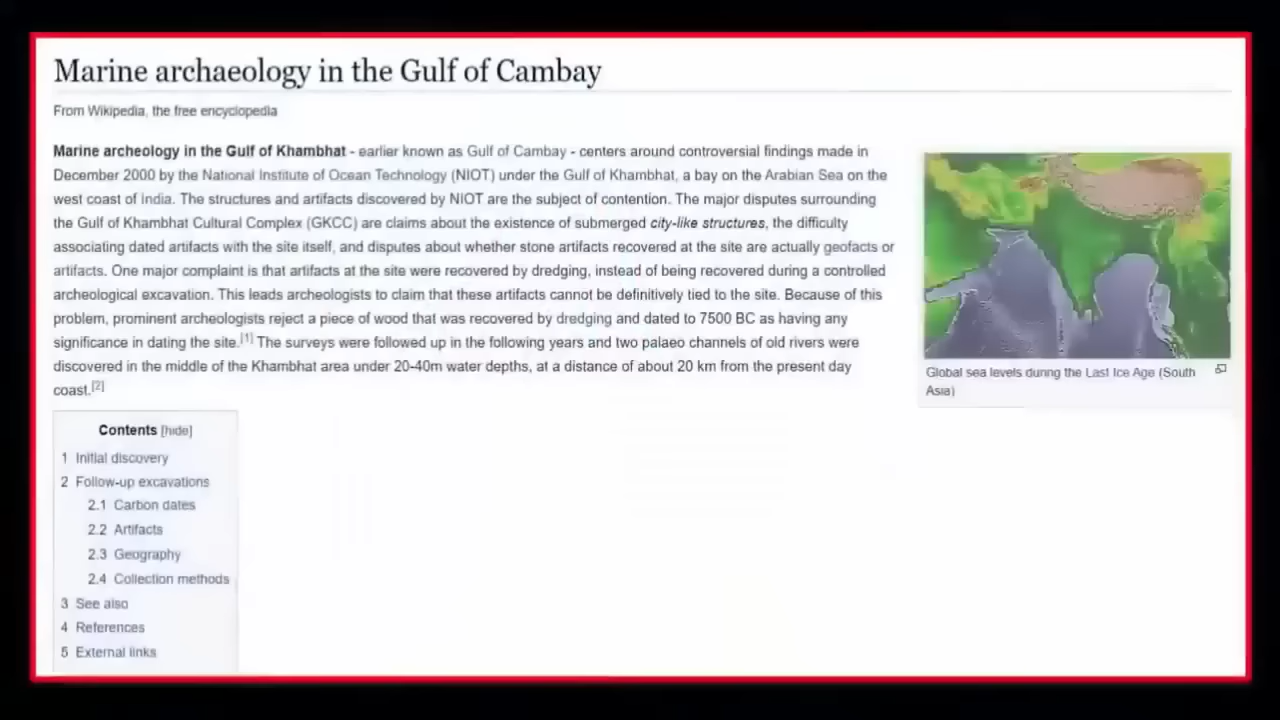 Marine archaeology in the Gulf of Cambay
From Wikipedia, the free encyclopedia
Marine archeology in the Gulf of Khambhat - earlier known as Gulf of Cambay - centers around controversial findings made in
December 2000 by the National Institute of Ocean Technology (NIOT) under the Gulf of Khambhat, a bay on the Arabian Sea on the
west coast of India. The structures and artifacts discovered by NIOT are the subject of contention. The major disputes surrounding
the Gulf of Khambhat Cultural Complex (GKCC) are claims about the existence of submerged city-like structures, the difficulty
associating dated artifacts with the site itself, and disputes about whether stone artifacts recovered at the site are actually geofacts or
artifacts. One major complaint is that artifacts at the site were recovered by dredging, instead of being recovered during a controlled
archeological excavation. This leads archeologists to claim that these artifacts cannot be definitively tied to the site. Because of this
problem, prominent archeologists reject a piece of wood that was recovered by dredging and dated to 7500 BC as having any
significance in dating the site.[1] The surveys were followed up in the following years and two palaeo channels of old rivers were
discovered in the middle of the Khambhat area under 20-40m water depths, at a distance of about 20 km from the present day
coast.[2]
Global sea levels during the Last Ice Age (South
Asia)
Contents [hide]
1 Initial discovery
2 Follow-up excavations
2.1 Carbon dates
2.2 Artifacts
2.3 Geography
2.4 Collection methods
3 See also
4 References
5 External links